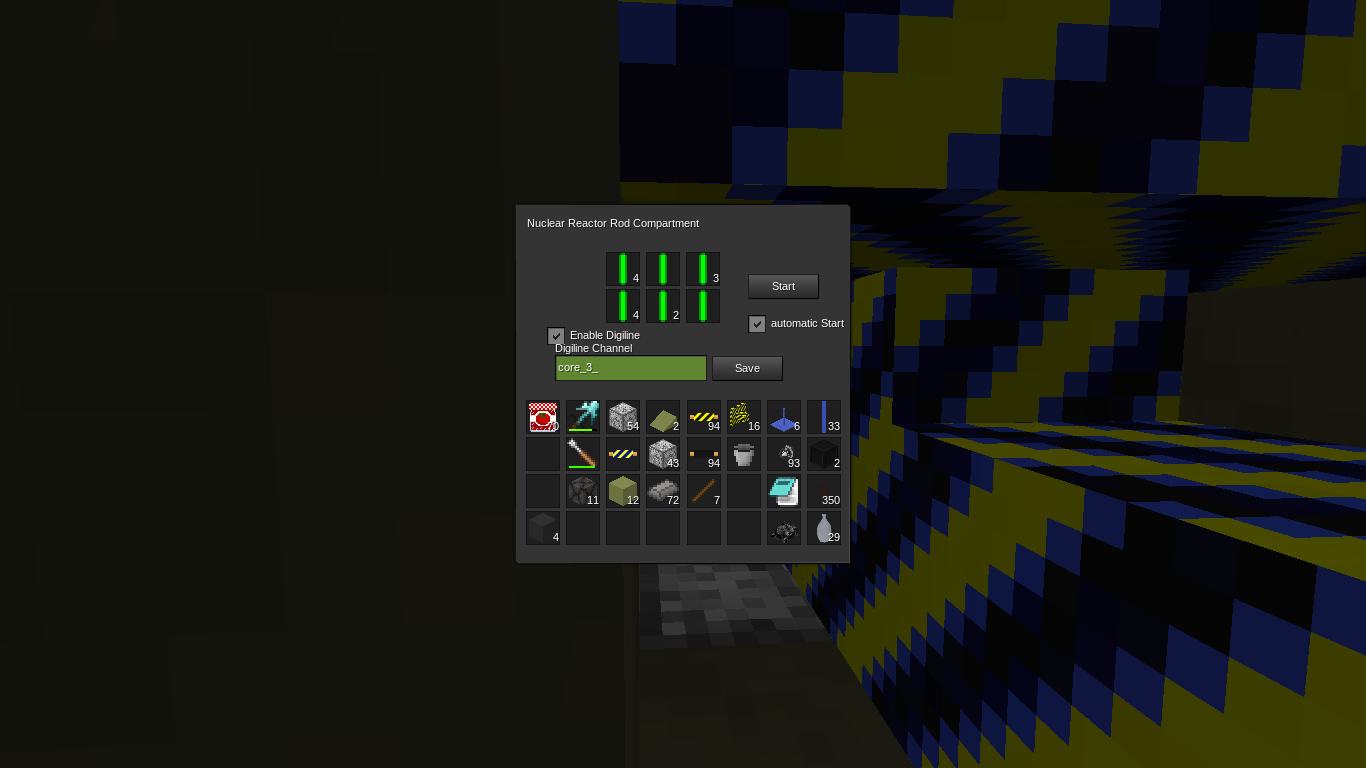 Nuclear Reactor Rod Compartment
4 3
Start
4 2
automatic Start
Enable Digiline
Digiline Channel
core_3_
Save
70 54 2 94 16 6 33
43 94 93 2
11 12 72 7 350
4 29